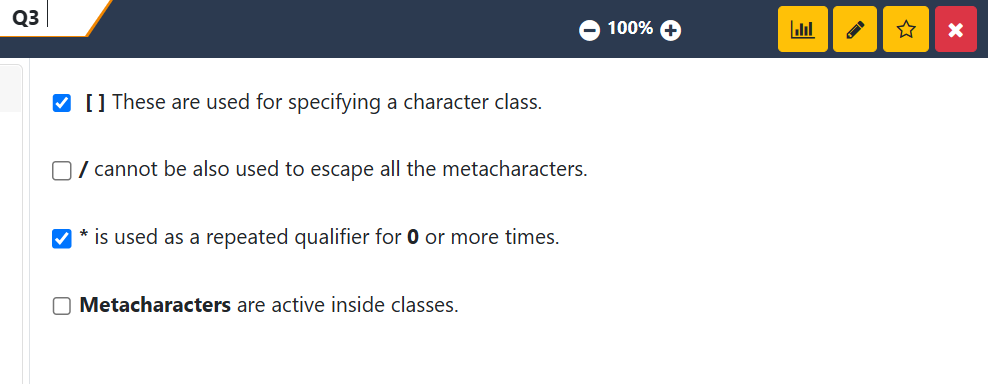 Q3
100%
[ ] These are used for specifying a character class.
/ cannot be also used to escape all the metacharacters.
* is used as a repeated qualifier for 0 or more times.
Metacharacters are active inside classes.